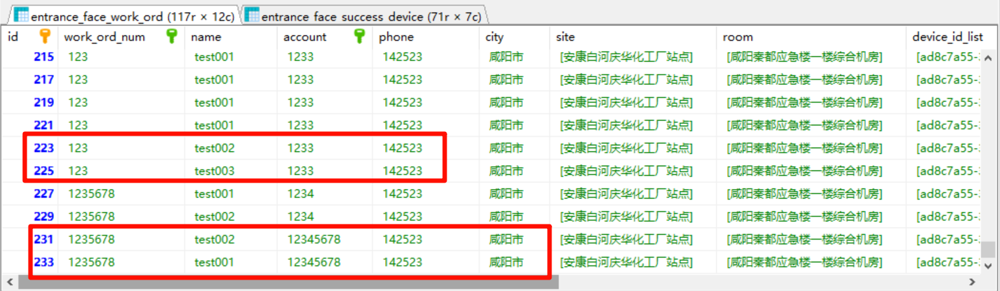 entrance_face_work_ord (117r × 12c) entrance_face_success_device (71r × 7c)
id work_ord_num name account phone city site room device_id_list
215 123 test001 1233 142523 咸阳市 [安康白河庆华化工厂站点] [咸阳秦都应急楼一楼综合机房] [ad8c7a55-
217 123 test001 1233 142523 咸阳市 [安康白河庆华化工厂站点] [咸阳秦都应急楼一楼综合机房] [ad8c7a55-
219 123 test001 1233 142523 咸阳市 [安康白河庆华化工厂站点] [咸阳秦都应急楼一楼综合机房] [ad8c7a55-
221 123 test001 1233 142523 咸阳市 [安康白河庆华化工厂站点] [咸阳秦都应急楼一楼综合机房] [ad8c7a55-
223 123 test002 1233 142523 咸阳市 [安康白河庆华化工厂站点] [咸阳秦都应急楼一楼综合机房] [ad8c7a55-
225 123 test003 1233 142523 咸阳市 [安康白河庆华化工厂站点] [咸阳秦都应急楼一楼综合机房] [ad8c7a55-
227 1235678 test001 1234 142523 咸阳市 [安康白河庆华化工厂站点] [咸阳秦都应急楼一楼综合机房] [ad8c7a55-
229 1235678 test002 1234 142523 咸阳市 [安康白河庆华化工厂站点] [咸阳秦都应急楼一楼综合机房] [ad8c7a55-
231 1235678 test002 12345678 142523 咸阳市 [安康白河庆华化工厂站点] [咸阳秦都应急楼一楼综合机房] [ad8c7a55-
233 1235678 test001 12345678 142523 咸阳市 [安康白河庆华化工厂站点] [咸阳秦都应急楼一楼综合机房] [ad8c7a55-